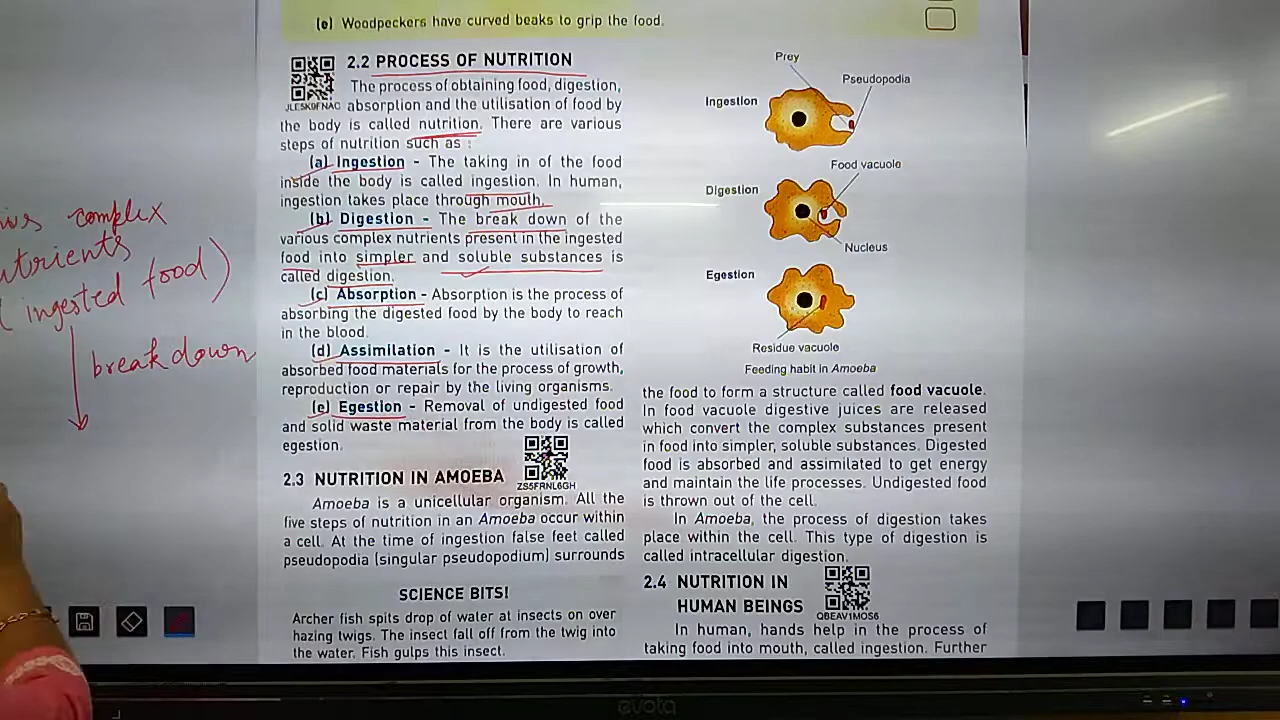 (e) Woodpeckers have curved beaks to grip the food.
2.2 PROCESS OF NUTRITION
JLE5K9FNAC
The process of obtaining food, digestion,
absorption and the utilisation of food by
the body is called nutrition. There are various
steps of nutrition such as :
(a) Ingestion - The taking in of the food
inside the body is called ingestion. In human,
ingestion takes place through mouth.
(b) Digestion - The break down of the
various complex nutrients present in the ingested
food into simpler and soluble substances is
called digestion.
(c) Absorption - Absorption is the process of
absorbing the digested food by the body to reach
in the blood.
(d) Assimilation - It is the utilisation of
absorbed food materials for the process of growth,
reproduction or repair by the living organisms.
(e) Egestion - Removal of undigested food
and solid waste material from the body is called
egestion.
2.3 NUTRITION IN AMOEBA
ZS5FRNL6GH
Amoeba is a unicellular organism. All the
five steps of nutrition in an Amoeba occur within
a cell. At the time of ingestion false feet called
pseudopodia (singular pseudopodium) surrounds
SCIENCE BITS!
Archer fish spits drop of water at insects on over
hazing twigs. The insect fall off from the twig into
the water. Fish gulps this insect.
Prey
Pseudopodia
Ingestion
Food vacuole
Digestion
Nucleus
Egestion
Residue vacuole
Feeding habit in Amoeba
the food to form a structure called food vacuole.
In food vacuole digestive juices are released
which convert the complex substances present
in food into simpler, soluble substances. Digested
food is absorbed and assimilated to get energy
and maintain the life processes. Undigested food
is thrown out of the cell.
In Amoeba, the process of digestion takes
place within the cell. This type of digestion is
called intracellular digestion.
2.4 NUTRITION IN
HUMAN BEINGS
QBEAV1MOS6
In human, hands help in the process of
taking food into mouth, called ingestion. Further
complex
(ingested food)
breakdown
evota